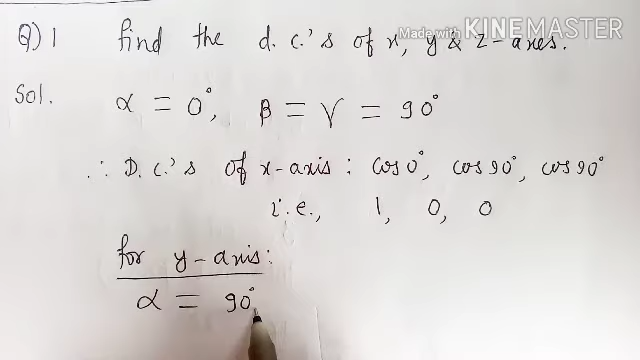 Made with KINEMASTER
Q) 1 find the d.c.'s of x, y & z-axes.
Sol. α = 0°, β = γ = 90°
∴ D.C.'s of x-axis: cos 0°, cos 90°, cos 90°
i.e., 1, 0, 0
for y-axis:
α = 90°